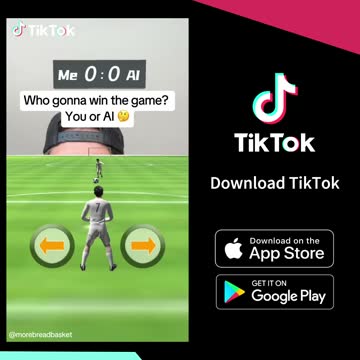 TikTok
Me 0:0 AI
Who gonna win the game?
You or AI 🤔
7
@morebreadbasket
TikTok
Download TikTok
Download on the
App Store
GET IT ON
Google Play